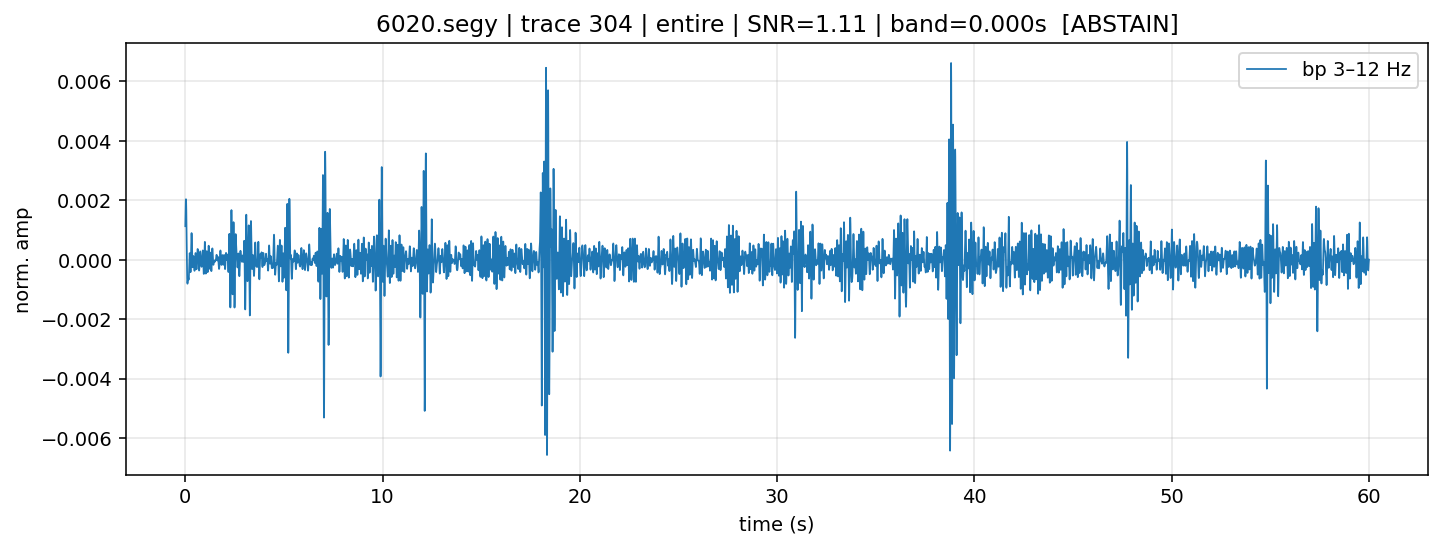 6020.segy | trace 304 | entire | SNR=1.11 | band=0.000s  [ABSTAIN]
bp 3–12 Hz
norm. amp
0.006
0.004
0.002
0.000
−0.002
−0.004
−0.006
0 10 20 30 40 50 60
time (s)